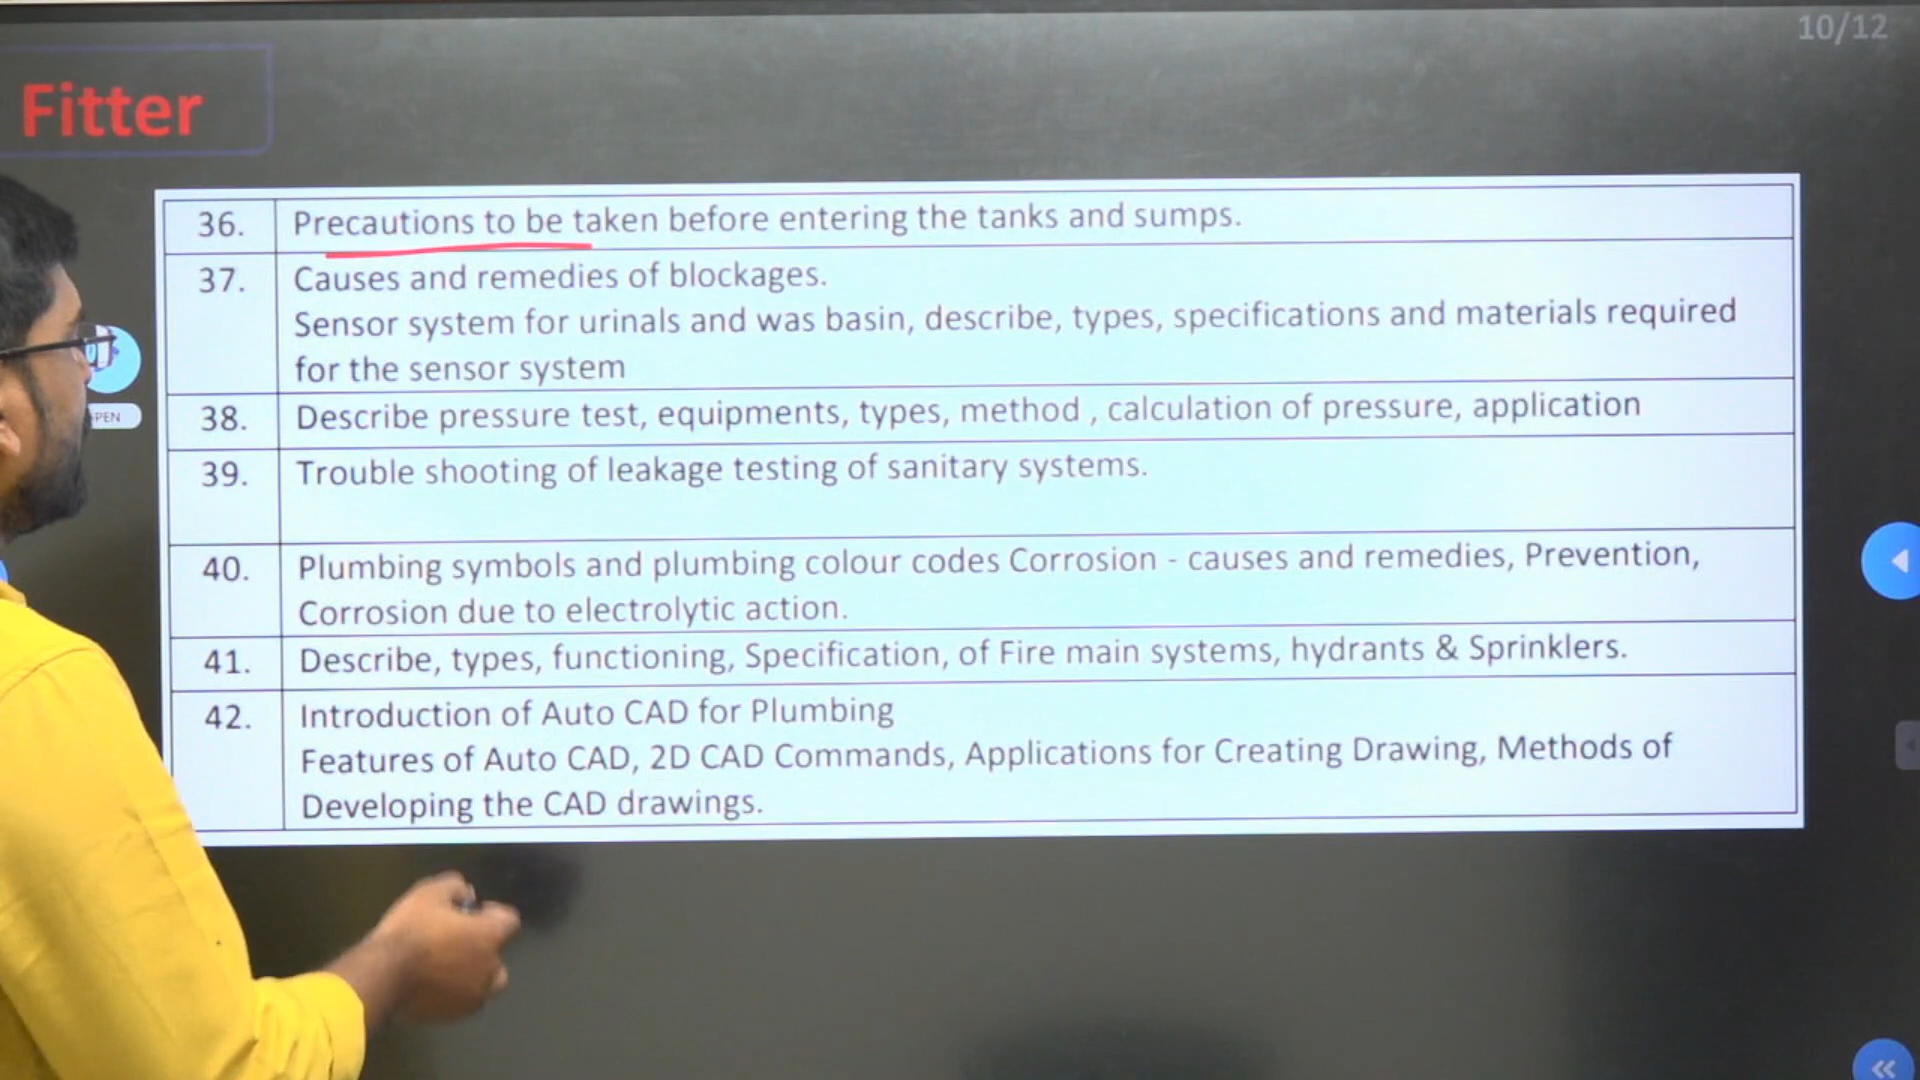 10/12
Fitter
36. Precautions to be taken before entering the tanks and sumps.
37. Causes and remedies of blockages.
Sensor system for urinals and was basin, describe, types, specifications and materials required
for the sensor system
38. Describe pressure test, equipments, types, method , calculation of pressure, application
39. Trouble shooting of leakage testing of sanitary systems.
40. Plumbing symbols and plumbing colour codes Corrosion - causes and remedies, Prevention,
Corrosion due to electrolytic action.
41. Describe, types, functioning, Specification, of Fire main systems, hydrants & Sprinklers.
42. Introduction of Auto CAD for Plumbing
Features of Auto CAD, 2D CAD Commands, Applications for Creating Drawing, Methods of
Developing the CAD drawings.